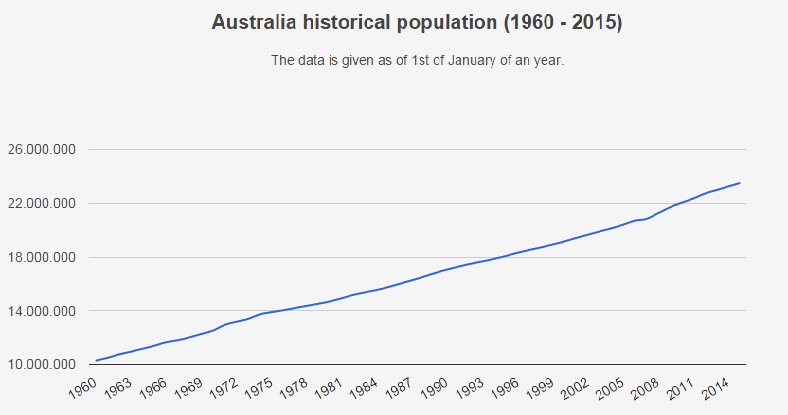 Australia historical population (1960 - 2015)
The data is given as of 1st of January of an year.
26.000.000
22.000.000
18.000.000
14.000.000
10.000.000
1960 1963 1966 1969 1972 1975 1978 1981 1984 1987 1990 1993 1996 1999 2002 2005 2008 2011 2014